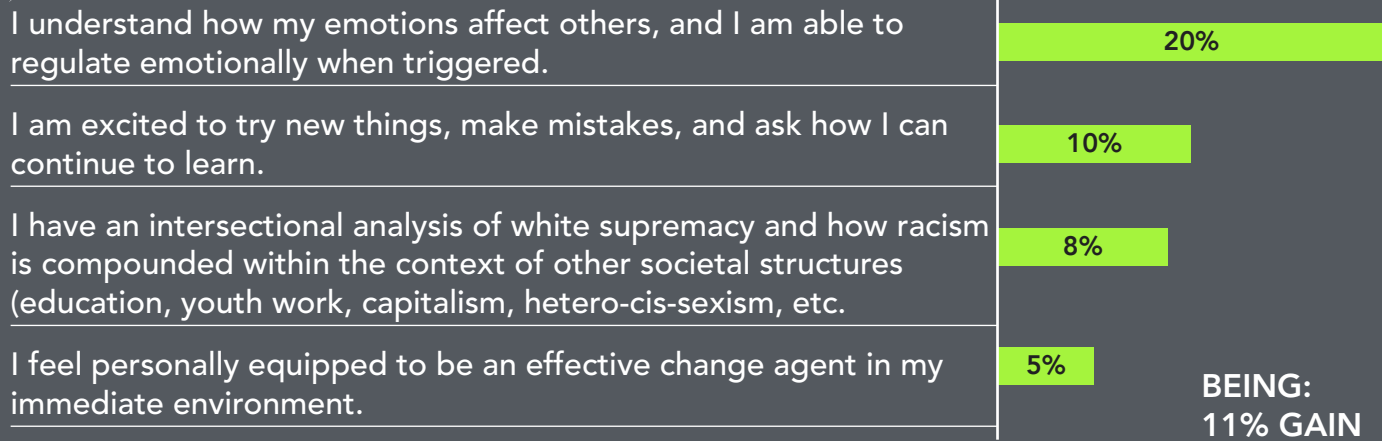 I understand how my emotions affect others, and I am able to
regulate emotionally when triggered.
20%
I am excited to try new things, make mistakes, and ask how I can
continue to learn.
10%
I have an intersectional analysis of white supremacy and how racism
is compounded within the context of other societal structures
(education, youth work, capitalism, hetero-cis-sexism, etc.
8%
I feel personally equipped to be an effective change agent in my
immediate environment.
5%
BEING:
11% GAIN